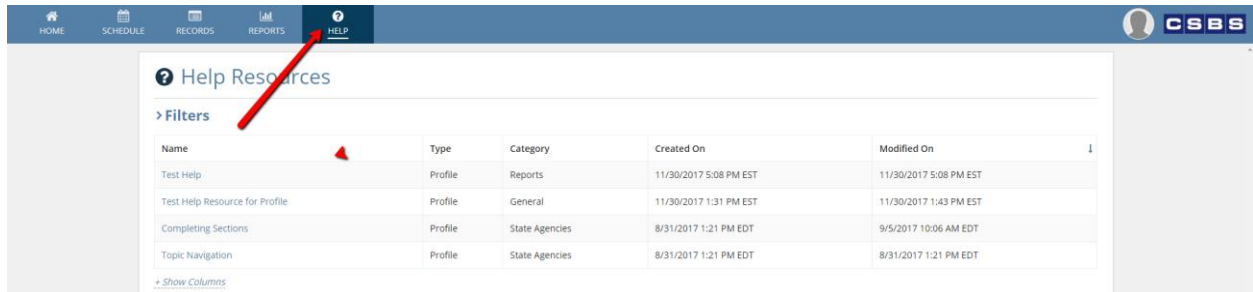 HOME SCHEDULE RECORDS REPORTS HELP CSBS
Help Resources
Filters
Name Type Category Created On Modified On
Test Help Profile Reports 11/30/2017 5:08 PM EST 11/30/2017 5:08 PM EST
Test Help Resource for Profile Profile General 11/30/2017 1:31 PM EST 11/30/2017 1:43 PM EST
Completing Sections Profile State Agencies 8/31/2017 1:21 PM EDT 9/5/2017 10:06 AM EDT
Topic Navigation Profile State Agencies 8/31/2017 1:21 PM EDT 8/31/2017 1:21 PM EDT
+ Show Columns